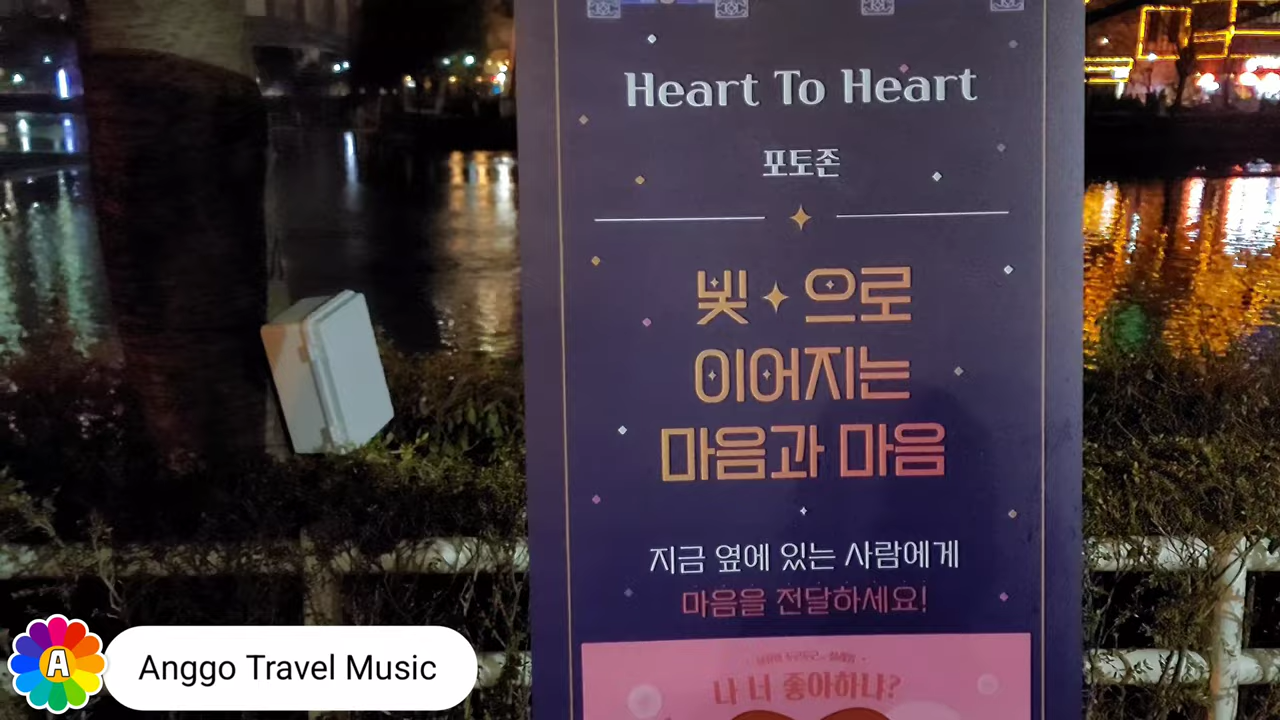 Heart To Heart
포토존
빛으로
이어지는
마음과 마음
지금 옆에 있는 사람에게
마음을 전달하세요!
나 너 좋아하냐?
A Anggo Travel Music